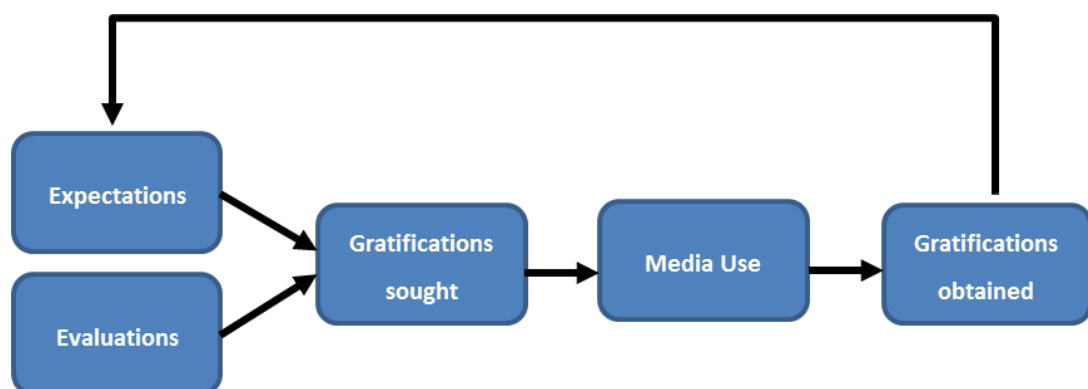 Expectations
Evaluations
Gratifications
sought
Media Use
Gratifications
obtained